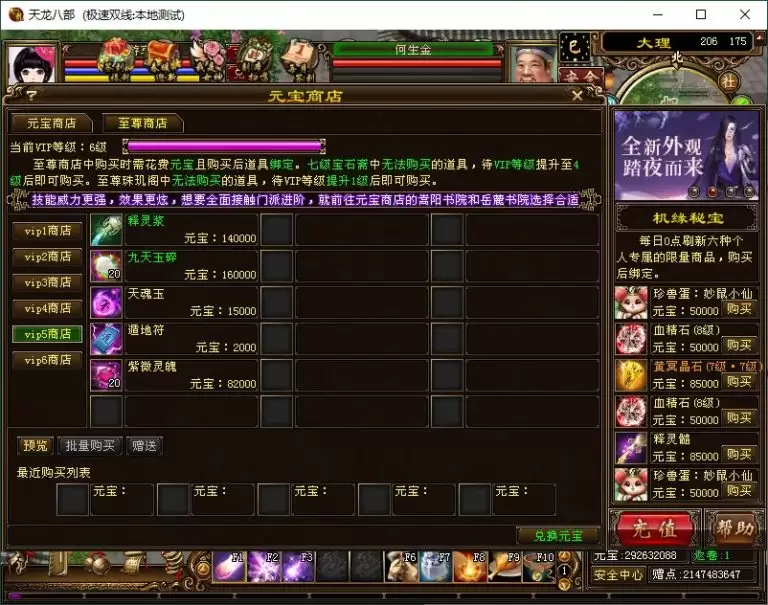 天龙八部 (极速双线:本地测试)
何生金
大理 206 175
北
安全
壮
?
元宝商店
元宝商店 至尊商店
当前VIP等级：6级
至尊商店中购买时需花费元宝且购买后道具绑定。七级宝石斋中无法购买的道具，待VIP等级提升至4
级后即可购买。至尊珠玑阁中无法购买的道具，待VIP等级提升1级后即可购买。
技能威力更强，效果更炫，想要全面接触门派进阶，就前往元宝商店的嵩阳书院和岳麓书院选择合适
vip1商店
vip2商店
vip3商店
vip4商店
vip5商店
vip6商店
释灵浆
元宝：140000
九天玉碎
20
元宝：160000
天魂玉
元宝：15000
遁地符
元宝：2000
紫微灵魄
20
元宝：82000
预览 批量购买 赠送
最近购买列表
元宝： 元宝： 元宝： 元宝： 元宝：
兑换元宝
全新外观
踏夜而来
机缘秘宝
每日0点刷新六种个
人专属的限量商品，购买
后绑定。
珍兽蛋：妙鼠小仙
元宝：50000 购买
血精石(8级)
元宝：50000 购买
黄冥晶石(7级·7级)
元宝：85000 购买
血精石(8级)
元宝：50000 购买
释灵髓
元宝：85000 购买
珍兽蛋：妙鼠小仙
元宝：50000 购买
充值 帮助
F1 F2 F3 F6 F7 F8 F9 F10
1
元宝:292632088 返卷:1
安全中心 赠点:2147483647